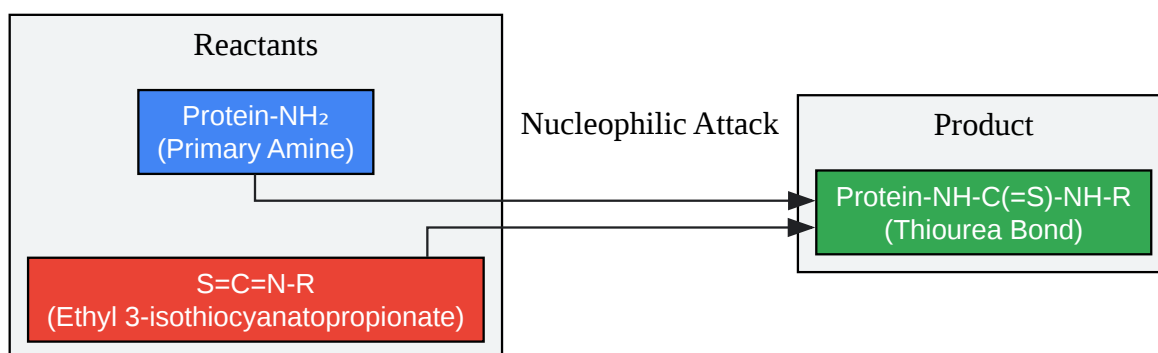 Reactants
Protein-NH₂
(Primary Amine)
S=C=N-R
(Ethyl 3-isothiocyanatopropionate)
Nucleophilic Attack
Product
Protein-NH-C(=S)-NH-R
(Thiourea Bond)